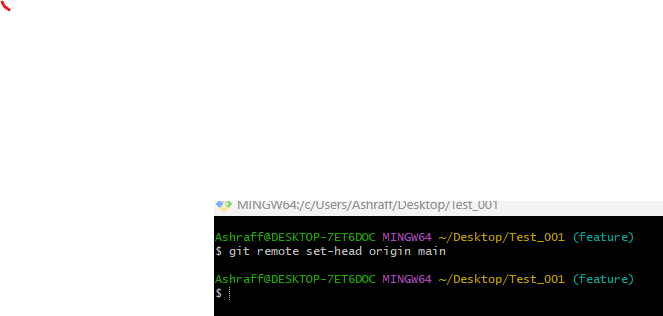 MINGW64:/c/Users/Ashraff/Desktop/Test_001
Ashraff@DESKTOP-7ET6DOC MINGW64 ~/Desktop/Test_001 (feature)
$ git remote set-head origin main
Ashraff@DESKTOP-7ET6DOC MINGW64 ~/Desktop/Test_001 (feature)
$